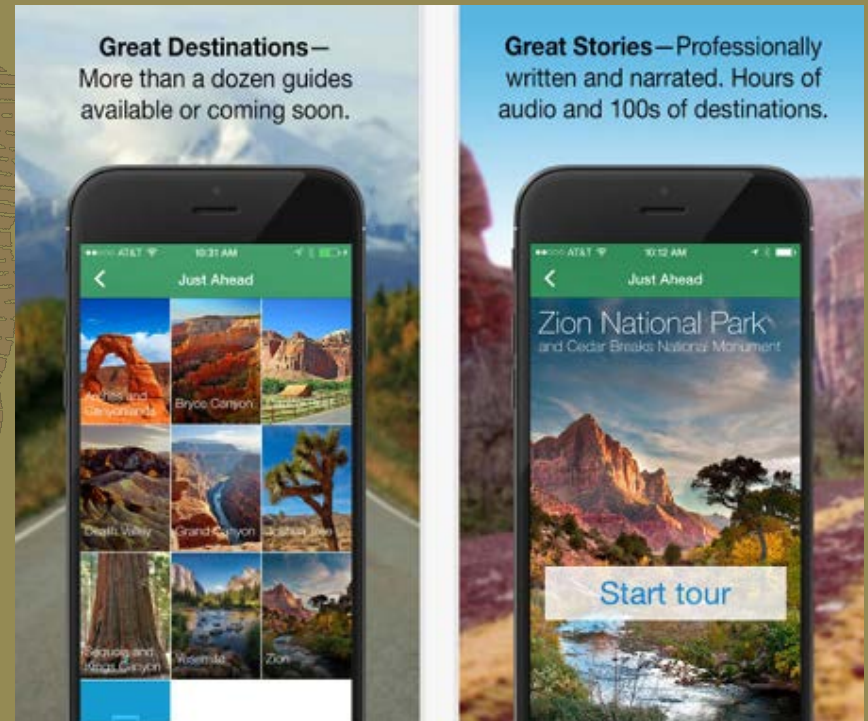 Great Destinations—
More than a dozen guides
available or coming soon.
AT&T 10:31 AM
Just Ahead
Arches and
Canyonlands
Bryce Canyon
Death Valley
Grand Canyon
Joshua Tree
Sequoia and
Kings Canyon
Yosemite
Zion
Great Stories—Professionally
written and narrated. Hours of
audio and 100s of destinations.
AT&T 10:12 AM
Just Ahead
Zion National Park
and Cedar Breaks National Monument
Start tour